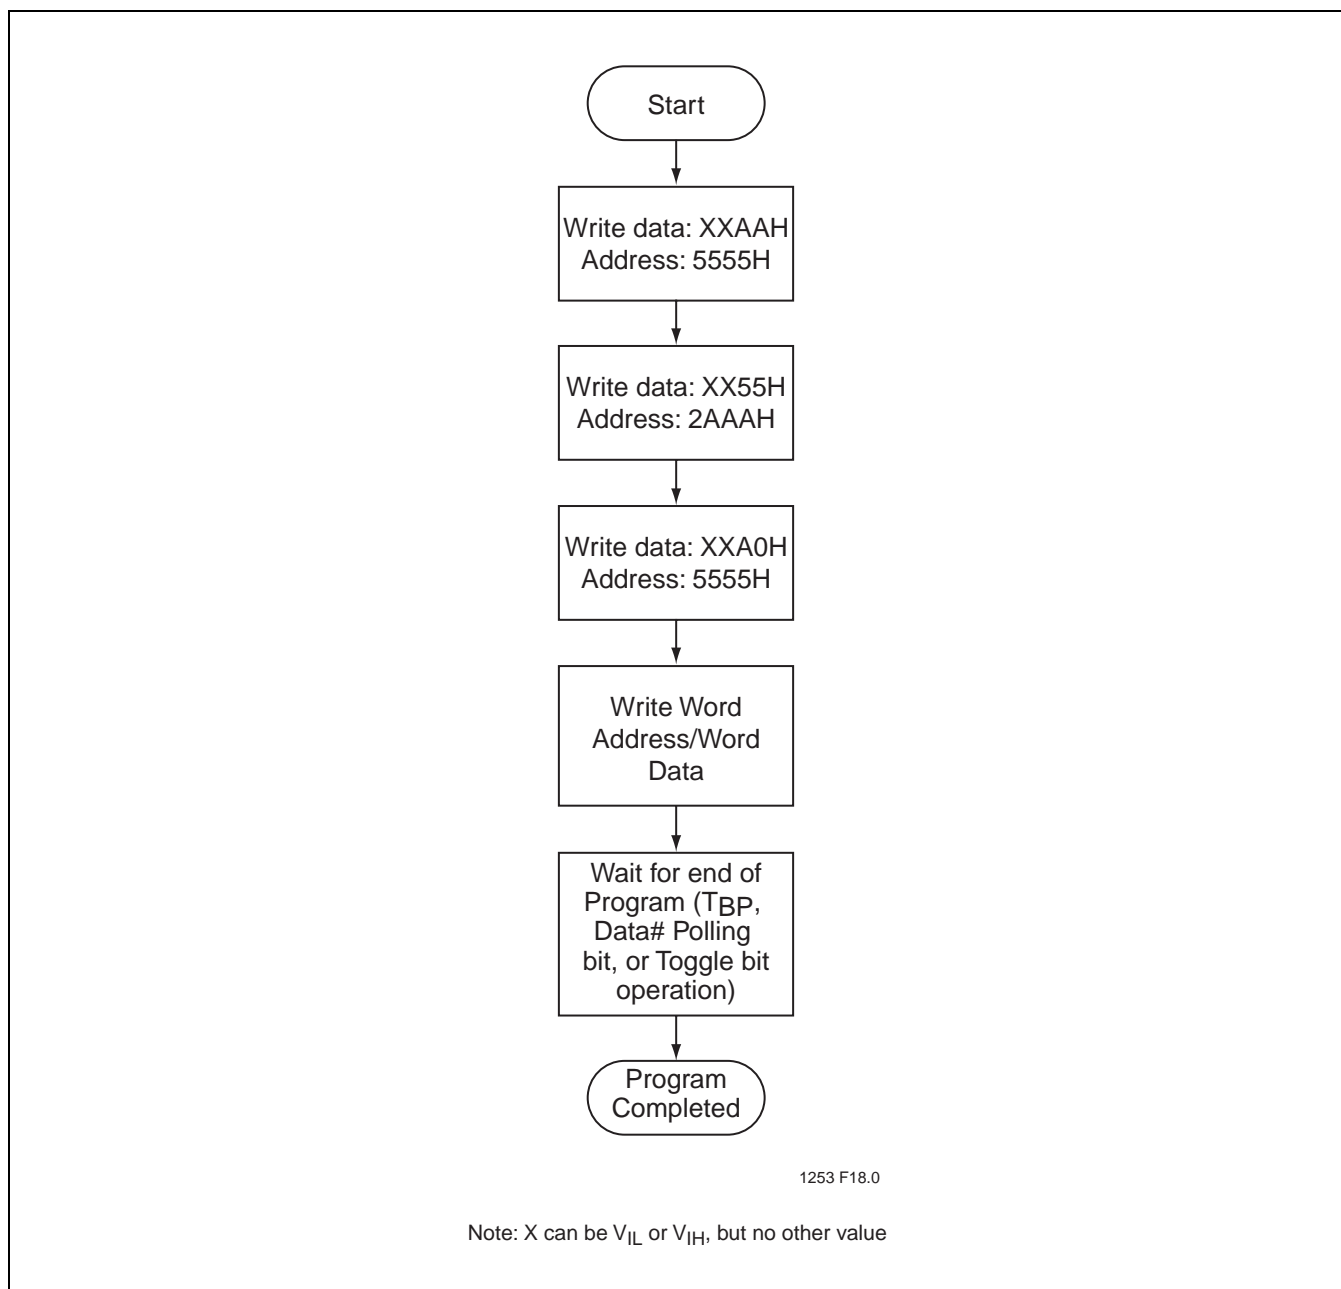 Start
Write data: XXAAH
Address: 5555H
Write data: XX55H
Address: 2AAAH
Write data: XXA0H
Address: 5555H
Write Word
Address/Word
Data
Wait for end of
Program (TBP,
Data# Polling
bit, or Toggle bit
operation)
Program
Completed
1253 F18.0
Note: X can be VIL or VIH, but no other value